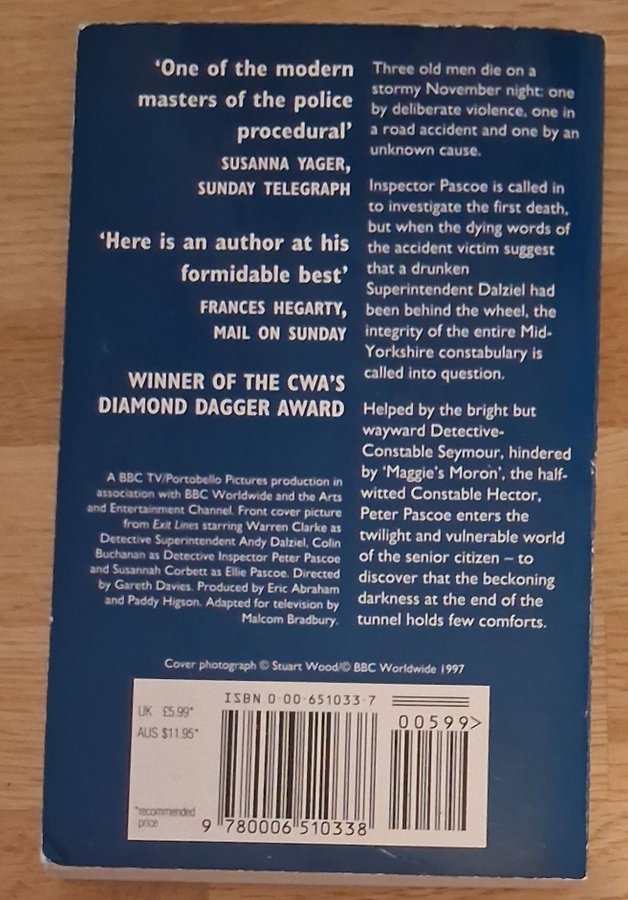 'One of the modern
masters of the police
procedural'
SUSANNA YAGER,
SUNDAY TELEGRAPH
'Here is an author at his
formidable best'
FRANCES HEGARTY,
MAIL ON SUNDAY
WINNER OF THE CWA'S
DIAMOND DAGGER AWARD
A BBC TV/Portobello Pictures production in
association with BBC Worldwide and the Arts
and Entertainment Channel. Front cover picture
from Exit Lines starring Warren Clarke as
Detective Superintendent Andy Dalziel, Colin
Buchanan as Detective Inspector Peter Pascoe
and Susannah Corbett as Ellie Pascoe. Directed
by Gareth Davies. Produced by Eric Abraham
and Paddy Higson. Adapted for television by
Malcom Bradbury.
Three old men die on a
stormy November night: one
by deliberate violence, one in
a road accident and one by an
unknown cause.
Inspector Pascoe is called in
to investigate the first death,
but when the dying words of
the accident victim suggest
that a drunken
Superintendent Dalziel had
been behind the wheel, the
integrity of the entire Mid-
Yorkshire constabulary is
called into question.
Helped by the bright but
wayward Detective-
Constable Seymour, hindered
by 'Maggie's Moron', the half-
witted Constable Hector,
Peter Pascoe enters the
twilight and vulnerable world
of the senior citizen – to
discover that the beckoning
darkness at the end of the
tunnel holds few comforts.
Cover photograph © Stuart Wood/© BBC Worldwide 1997
ISBN 0-00-651033-7
UK £5.99*
AUS $11.95*
00599>
*recommended
price
9 780006 510338